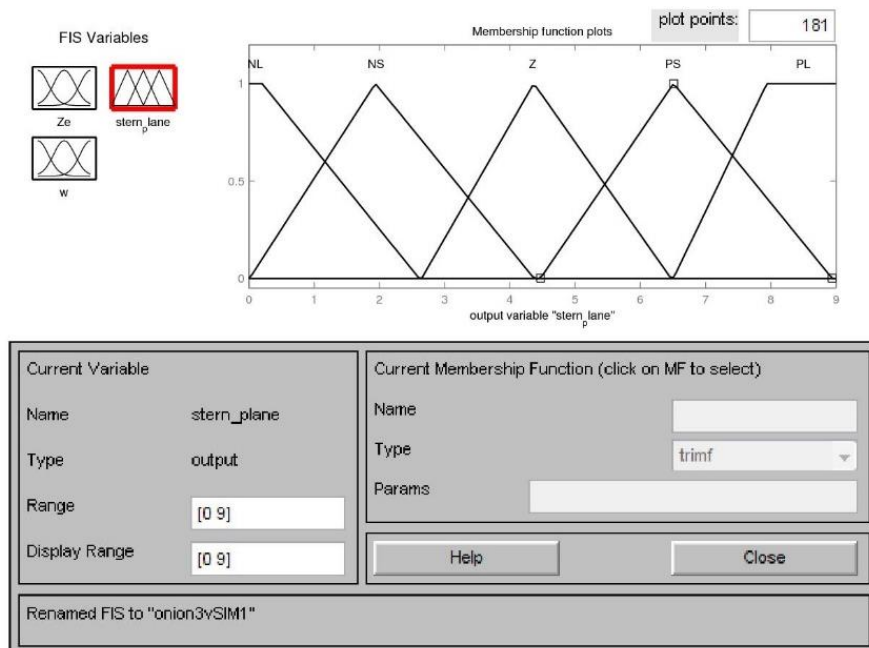 FIS Variables
Ze
stern_plane
w
Membership function plots
plot points:
181
NL NS Z PS PL
1
0.5
0
0 1 2 3 4 5 6 7 8 9
output variable "stern_plane"
Current Variable
Name stern_plane
Type output
Range [0 9]
Display Range [0 9]
Current Membership Function (click on MF to select)
Name
Type trimf
Params
Help Close
Renamed FIS to "onion3vSIM1"